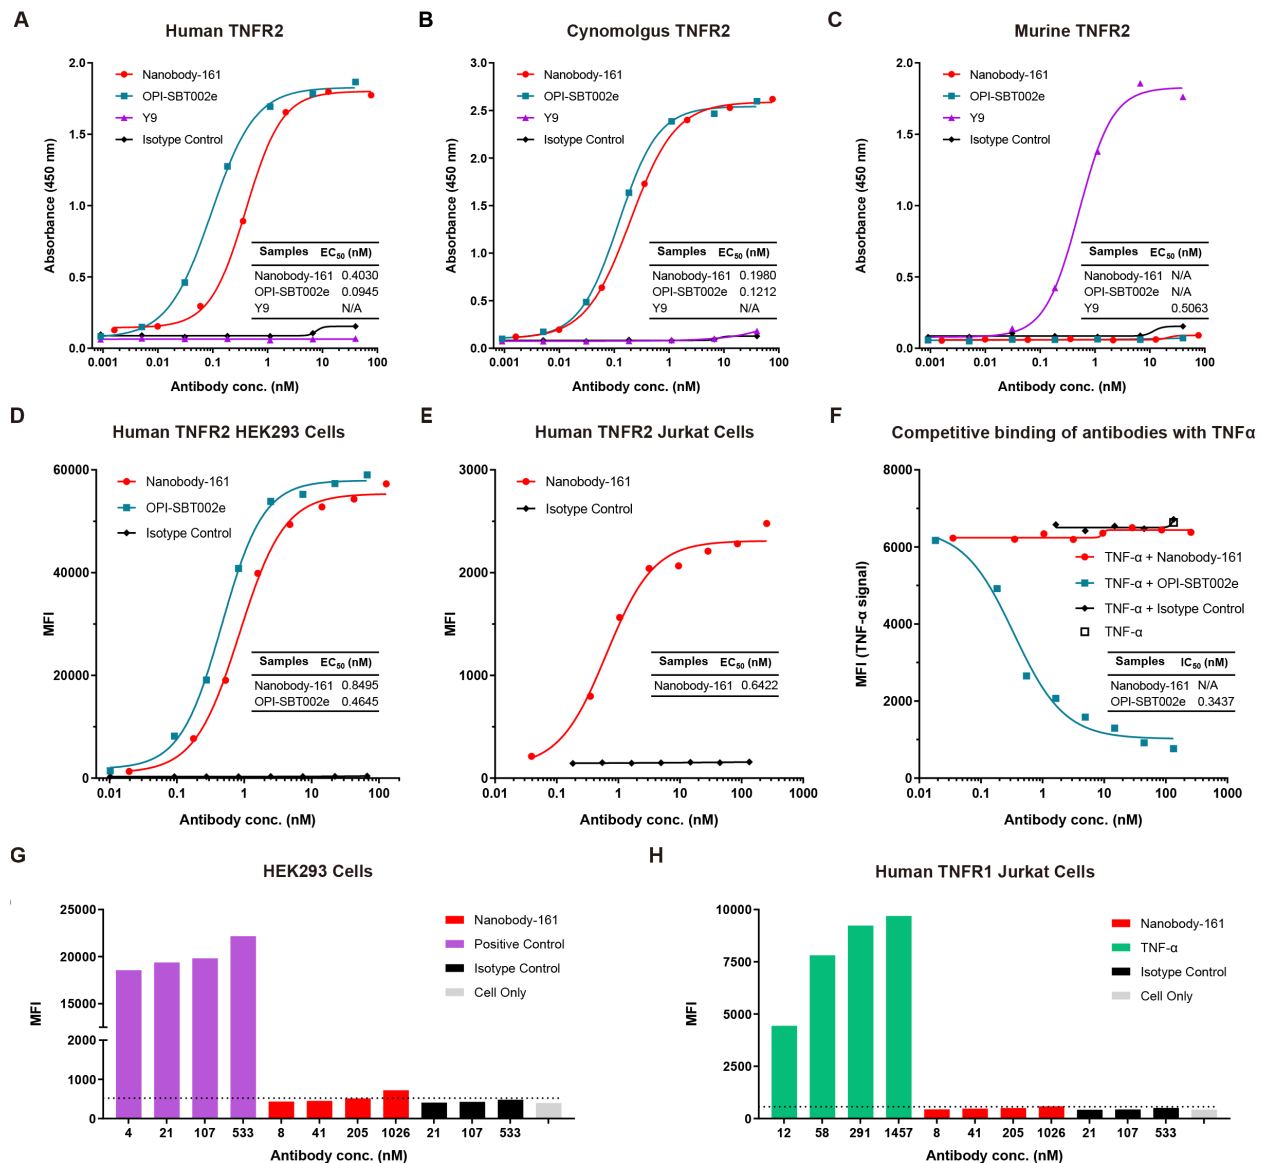 A
Human TNFR2
Nanobody-161
OPI-SBT002e
Y9
Isotype Control
Absorbance (450 nm)
2.0
1.5
1.0
0.5
0.0
Samples EC50 (nM)
Nanobody-161 0.4030
OPI-SBT002e 0.0945
Y9 N/A
0.001 0.01 0.1 1 10 100
Antibody conc. (nM)
B
Cynomolgus TNFR2
Nanobody-161
OPI-SBT002e
Y9
Isotype Control
Absorbance (450 nm)
3.0
2.5
2.0
1.5
1.0
0.5
0.0
Samples EC50 (nM)
Nanobody-161 0.1980
OPI-SBT002e 0.1212
Y9 N/A
0.001 0.01 0.1 1 10 100
Antibody conc. (nM)
C
Murine TNFR2
Nanobody-161
OPI-SBT002e
Y9
Isotype Control
Absorbance (450 nm)
2.0
1.5
1.0
0.5
0.0
Samples EC50 (nM)
Nanobody-161 N/A
OPI-SBT002e N/A
Y9 0.5063
0.001 0.01 0.1 1 10 100
Antibody conc. (nM)
D
Human TNFR2 HEK293 Cells
Nanobody-161
OPI-SBT002e
Isotype Control
MFI
60000
40000
20000
0
Samples EC50 (nM)
Nanobody-161 0.8495
OPI-SBT002e 0.4645
0.01 0.1 1 10 100
Antibody conc. (nM)
E
Human TNFR2 Jurkat Cells
Nanobody-161
Isotype Control
MFI
3000
2000
1000
0
Samples EC50 (nM)
Nanobody-161 0.6422
0.01 0.1 1 10 100 1000
Antibody conc. (nM)
F
Competitive binding of antibodies with TNFα
MFI (TNF-α signal)
8000
6000
4000
2000
0
TNF-α + Nanobody-161
TNF-α + OPI-SBT002e
TNF-α + Isotype Control
TNF-α
Samples IC50 (nM)
Nanobody-161 N/A
OPI-SBT002e 0.3437
0.01 0.1 1 10 100 1000
Antibody conc. (nM)
G
HEK293 Cells
Nanobody-161
Positive Control
Isotype Control
Cell Only
MFI
25000
20000
15000
2000
1000
0
4 21 107 533 8 41 205 1026 21 107 533
Antibody conc. (nM)
H
Human TNFR1 Jurkat Cells
Nanobody-161
TNF-α
Isotype Control
Cell Only
MFI
10000
7500
5000
2500
0
12 58 291 1457 8 41 205 1026 21 107 533
Antibody conc. (nM)